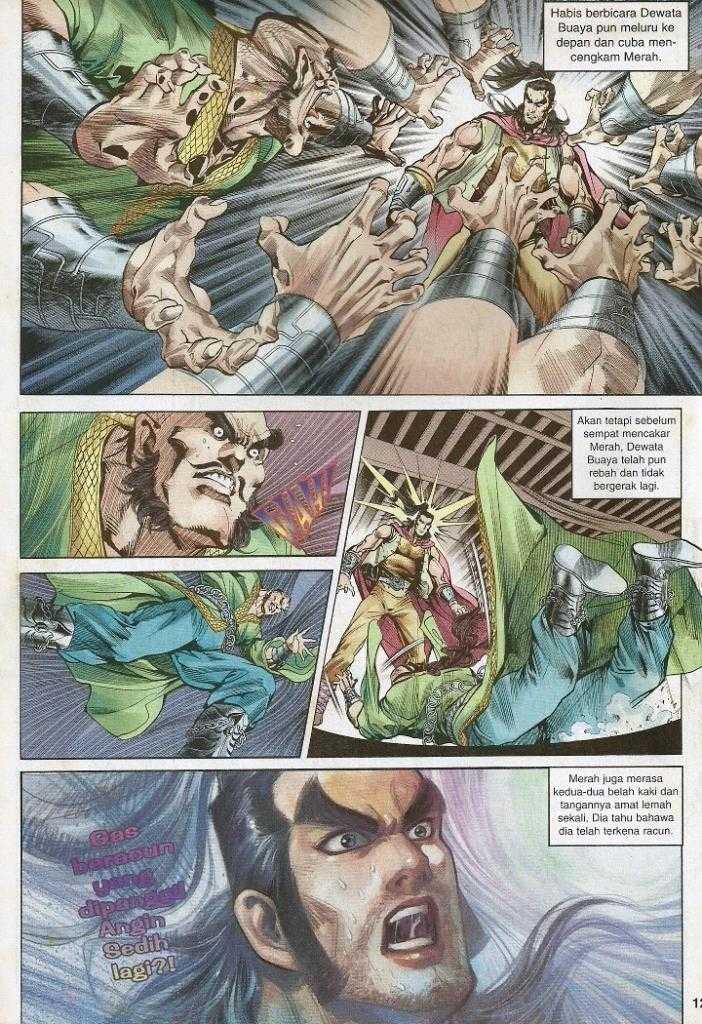 Habis berbicara Dewata
Buaya pun meluru ke
depan dan cuba men-
cengkam Merah.
Akan tetapi sebelum
sempat mencakar
Merah, Dewata
Buaya telah pun
rebah dan tidak
bergerak lagi.
Merah juga merasa
kedua-dua belah kaki dan
tangannya amat lemah
sekali. Dia tahu bahawa
dia telah terkena racun.
Gas
beracun
yang
dipanggil
Angin
Sedih
lagi?!